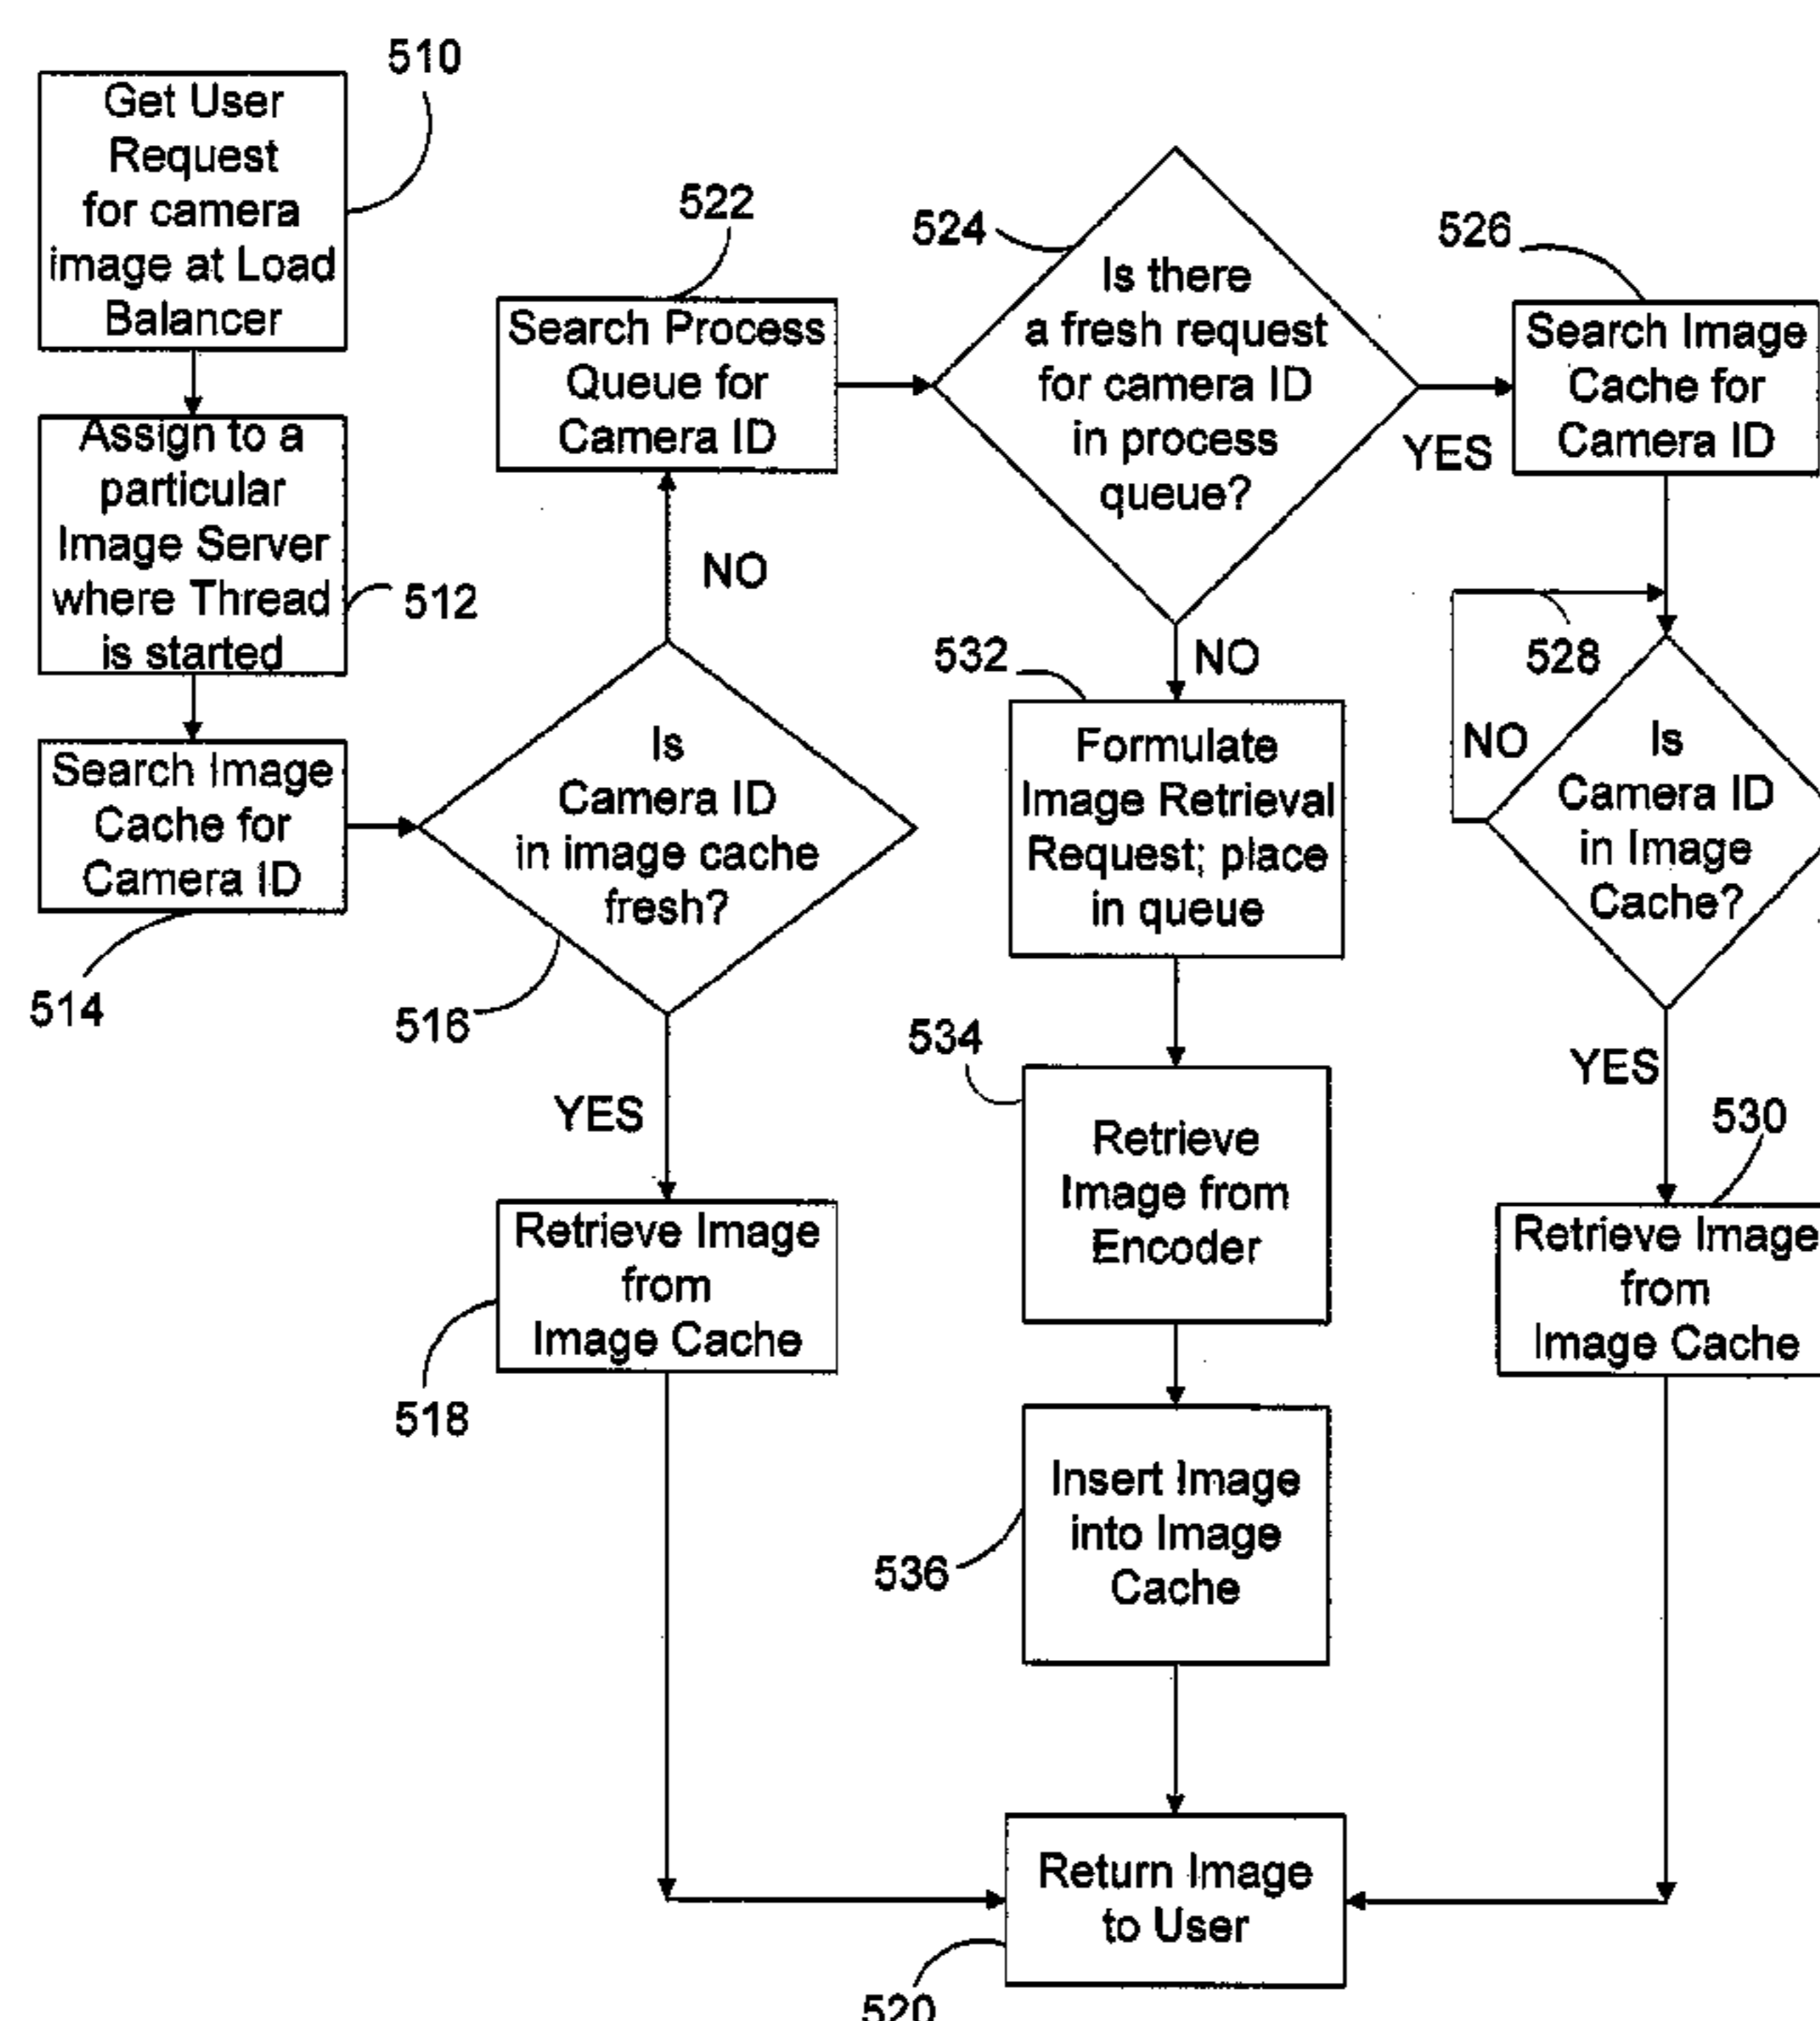 510
Get User
Request
for camera
image at Load
Balancer
Assign to a
particular
Image Server
where Thread
is started
512
Search Image
Cache for
Camera ID
514
Is
Camera ID
in image cache
fresh?
516
NO
YES
522
Search Process
Queue for
Camera ID
Retrieve Image
from
Image Cache
518
524
Is there
a fresh request
for camera ID
in process
queue?
YES
NO
526
Search Image
Cache for
Camera ID
528
NO
Is
Camera ID
in Image
Cache?
YES
530
Retrieve Image
from
Image Cache
532
Formulate
Image Retrieval
Request; place
in queue
534
Retrieve
Image from
Encoder
536
Insert Image
into Image
Cache
Return Image
to User
520